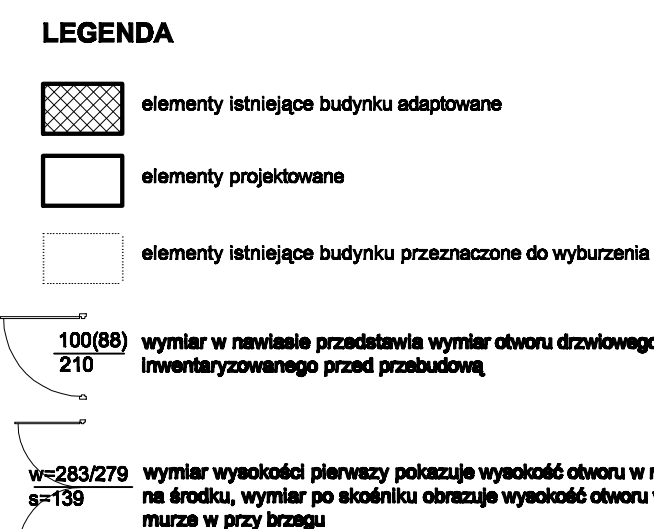 LEGENDA
elementy istniejące budynku adaptowane
elementy projektowane
elementy istniejące budynku przeznaczone do wyburzenia
100(88)
210
wymiar w nawiasie przedstawia wymiar otworu drzwiowego
inwentaryzowanego przed przebudową
w=283/279
s=139
wymiar wysokości pierwszy pokazuje wysokość otworu w
na środku, wymiar po skośniku obrazuje wysokość otworu
murze w przy brzegu